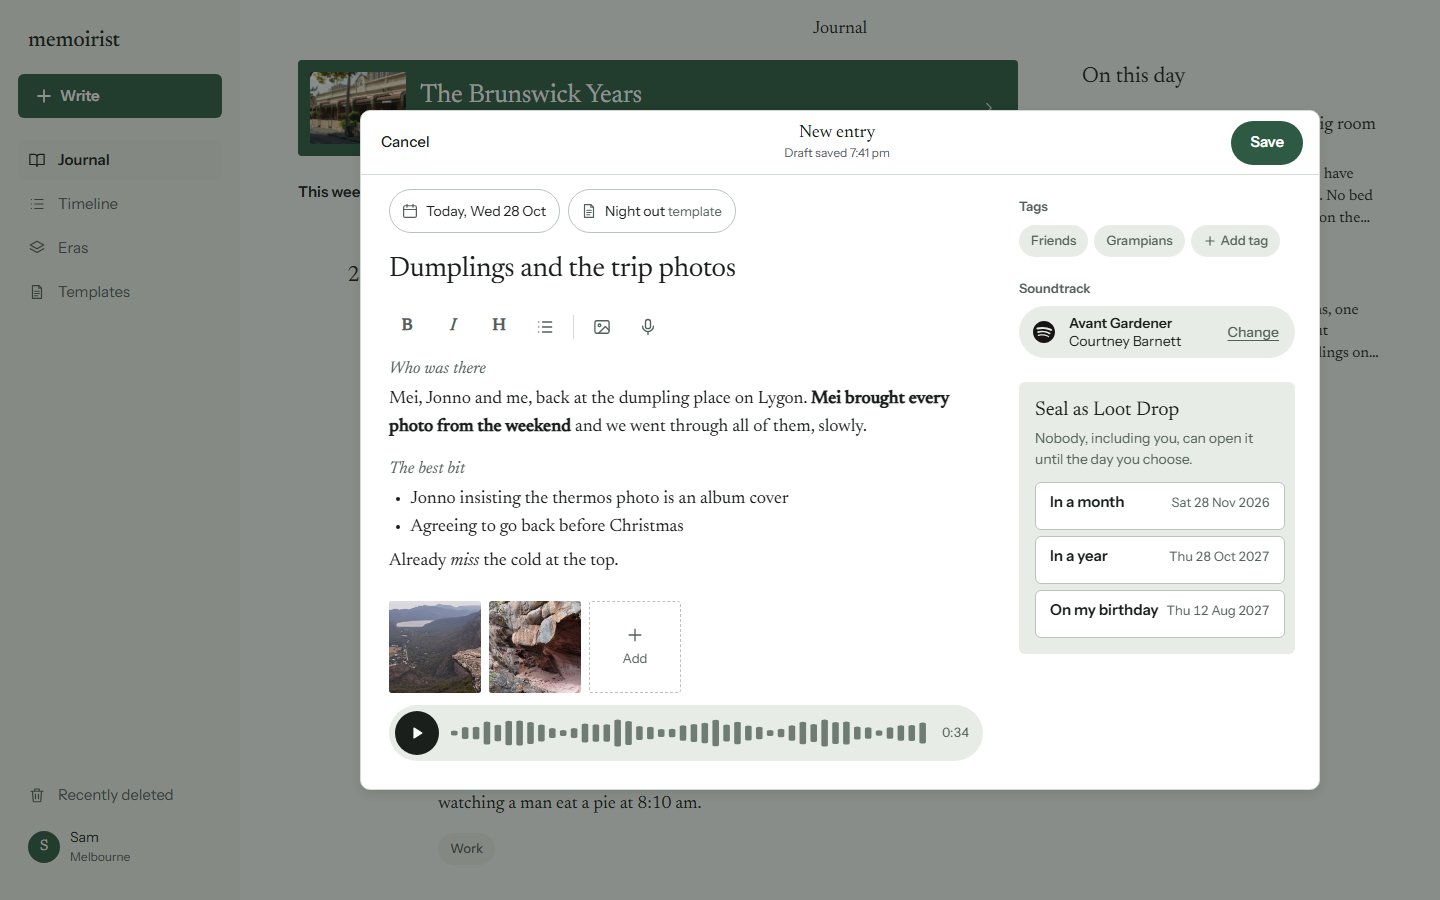 memoirist
Write
Journal
Timeline
Eras
Templates
Recently deleted
S
Sam
Melbourne
Journal
The Brunswick Years
This wee
2
On this day
ig room
have
. No bed
on the...
s, one
lings on...
Cancel
New entry
Draft saved 7:41 pm
Save
Today, Wed 28 Oct
Night out template
Dumplings and the trip photos
B I H
Who was there
Mei, Jonno and me, back at the dumpling place on Lygon. Mei brought every
photo from the weekend and we went through all of them, slowly.
The best bit
• Jonno insisting the thermos photo is an album cover
• Agreeing to go back before Christmas
Already miss the cold at the top.
Add
0:34
Tags
Friends
Grampians
+ Add tag
Soundtrack
Avant Gardener
Courtney Barnett
Change
Seal as Loot Drop
Nobody, including you, can open it
until the day you choose.
In a month Sat 28 Nov 2026
In a year Thu 28 Oct 2027
On my birthday Thu 12 Aug 2027
watching a man eat a pie at 8:10 am.
Work